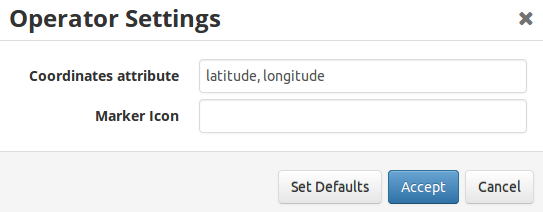 Operator Settings
Coordinates attribute latitude, longitude
Marker Icon
Set Defaults Accept Cancel